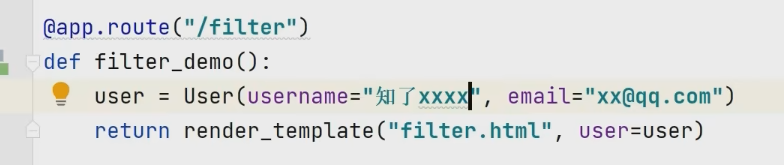 @app.route("/filter")
def filter_demo():
    user = User(username="知了xxxx", email="xx@qq.com")
    return render_template("filter.html", user=user)